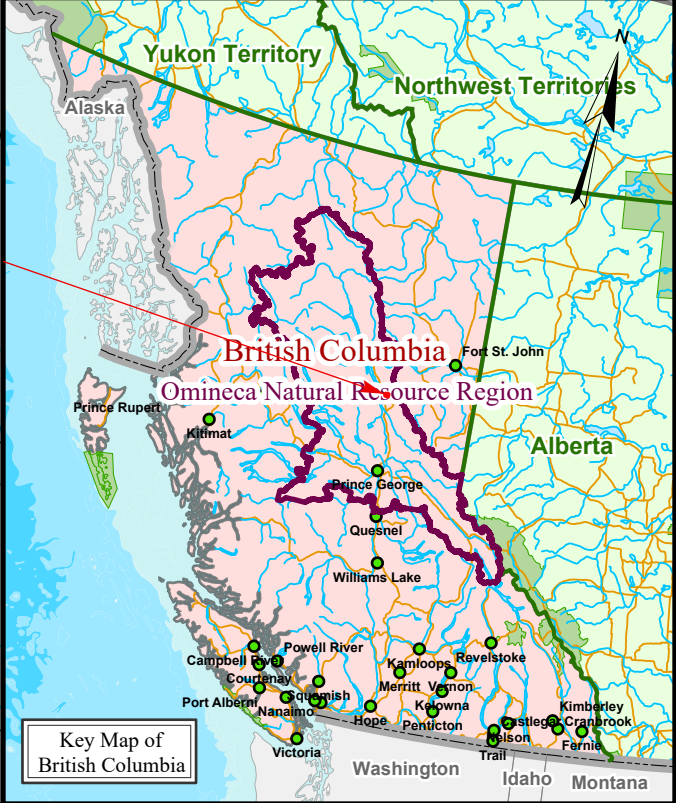 N
Yukon Territory
Northwest Territories
Alaska
British Columbia
Fort St. John
Omineca Natural Resource Region
Prince Rupert
Kitimat
Alberta
Prince George
Quesnel
Williams Lake
Powell River
Campbell River
Courtenay
Port Alberni
Squamish
Nanaimo
Victoria
Kamloops
Revelstoke
Merritt
Vernon
Kelowna
Hope
Penticton
Castlegar
Kimberley
Cranbrook
Nelson
Fernie
Trail
Key Map of
British Columbia
Washington
Idaho
Montana